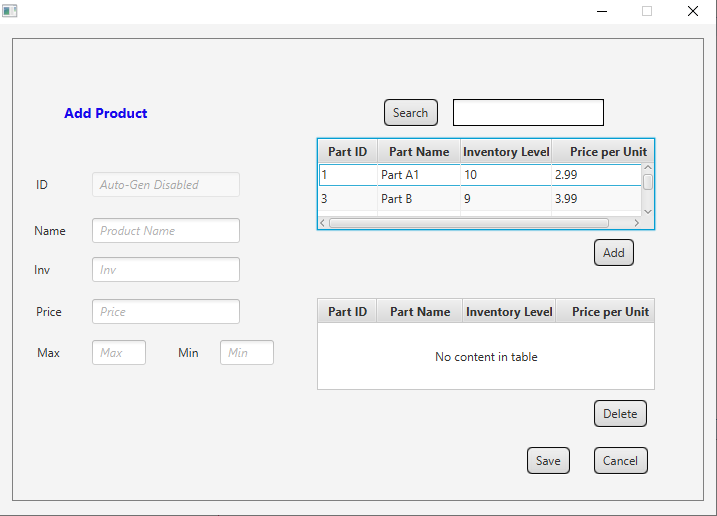 Add Product
Search
Part ID Part Name Inventory Level Price per Unit
1 Part A1 10 2.99
3 Part B 9 3.99
Add
ID Auto-Gen Disabled
Name Product Name
Inv Inv
Price Price
Max Max Min Min
Part ID Part Name Inventory Level Price per Unit
No content in table
Delete
Save Cancel